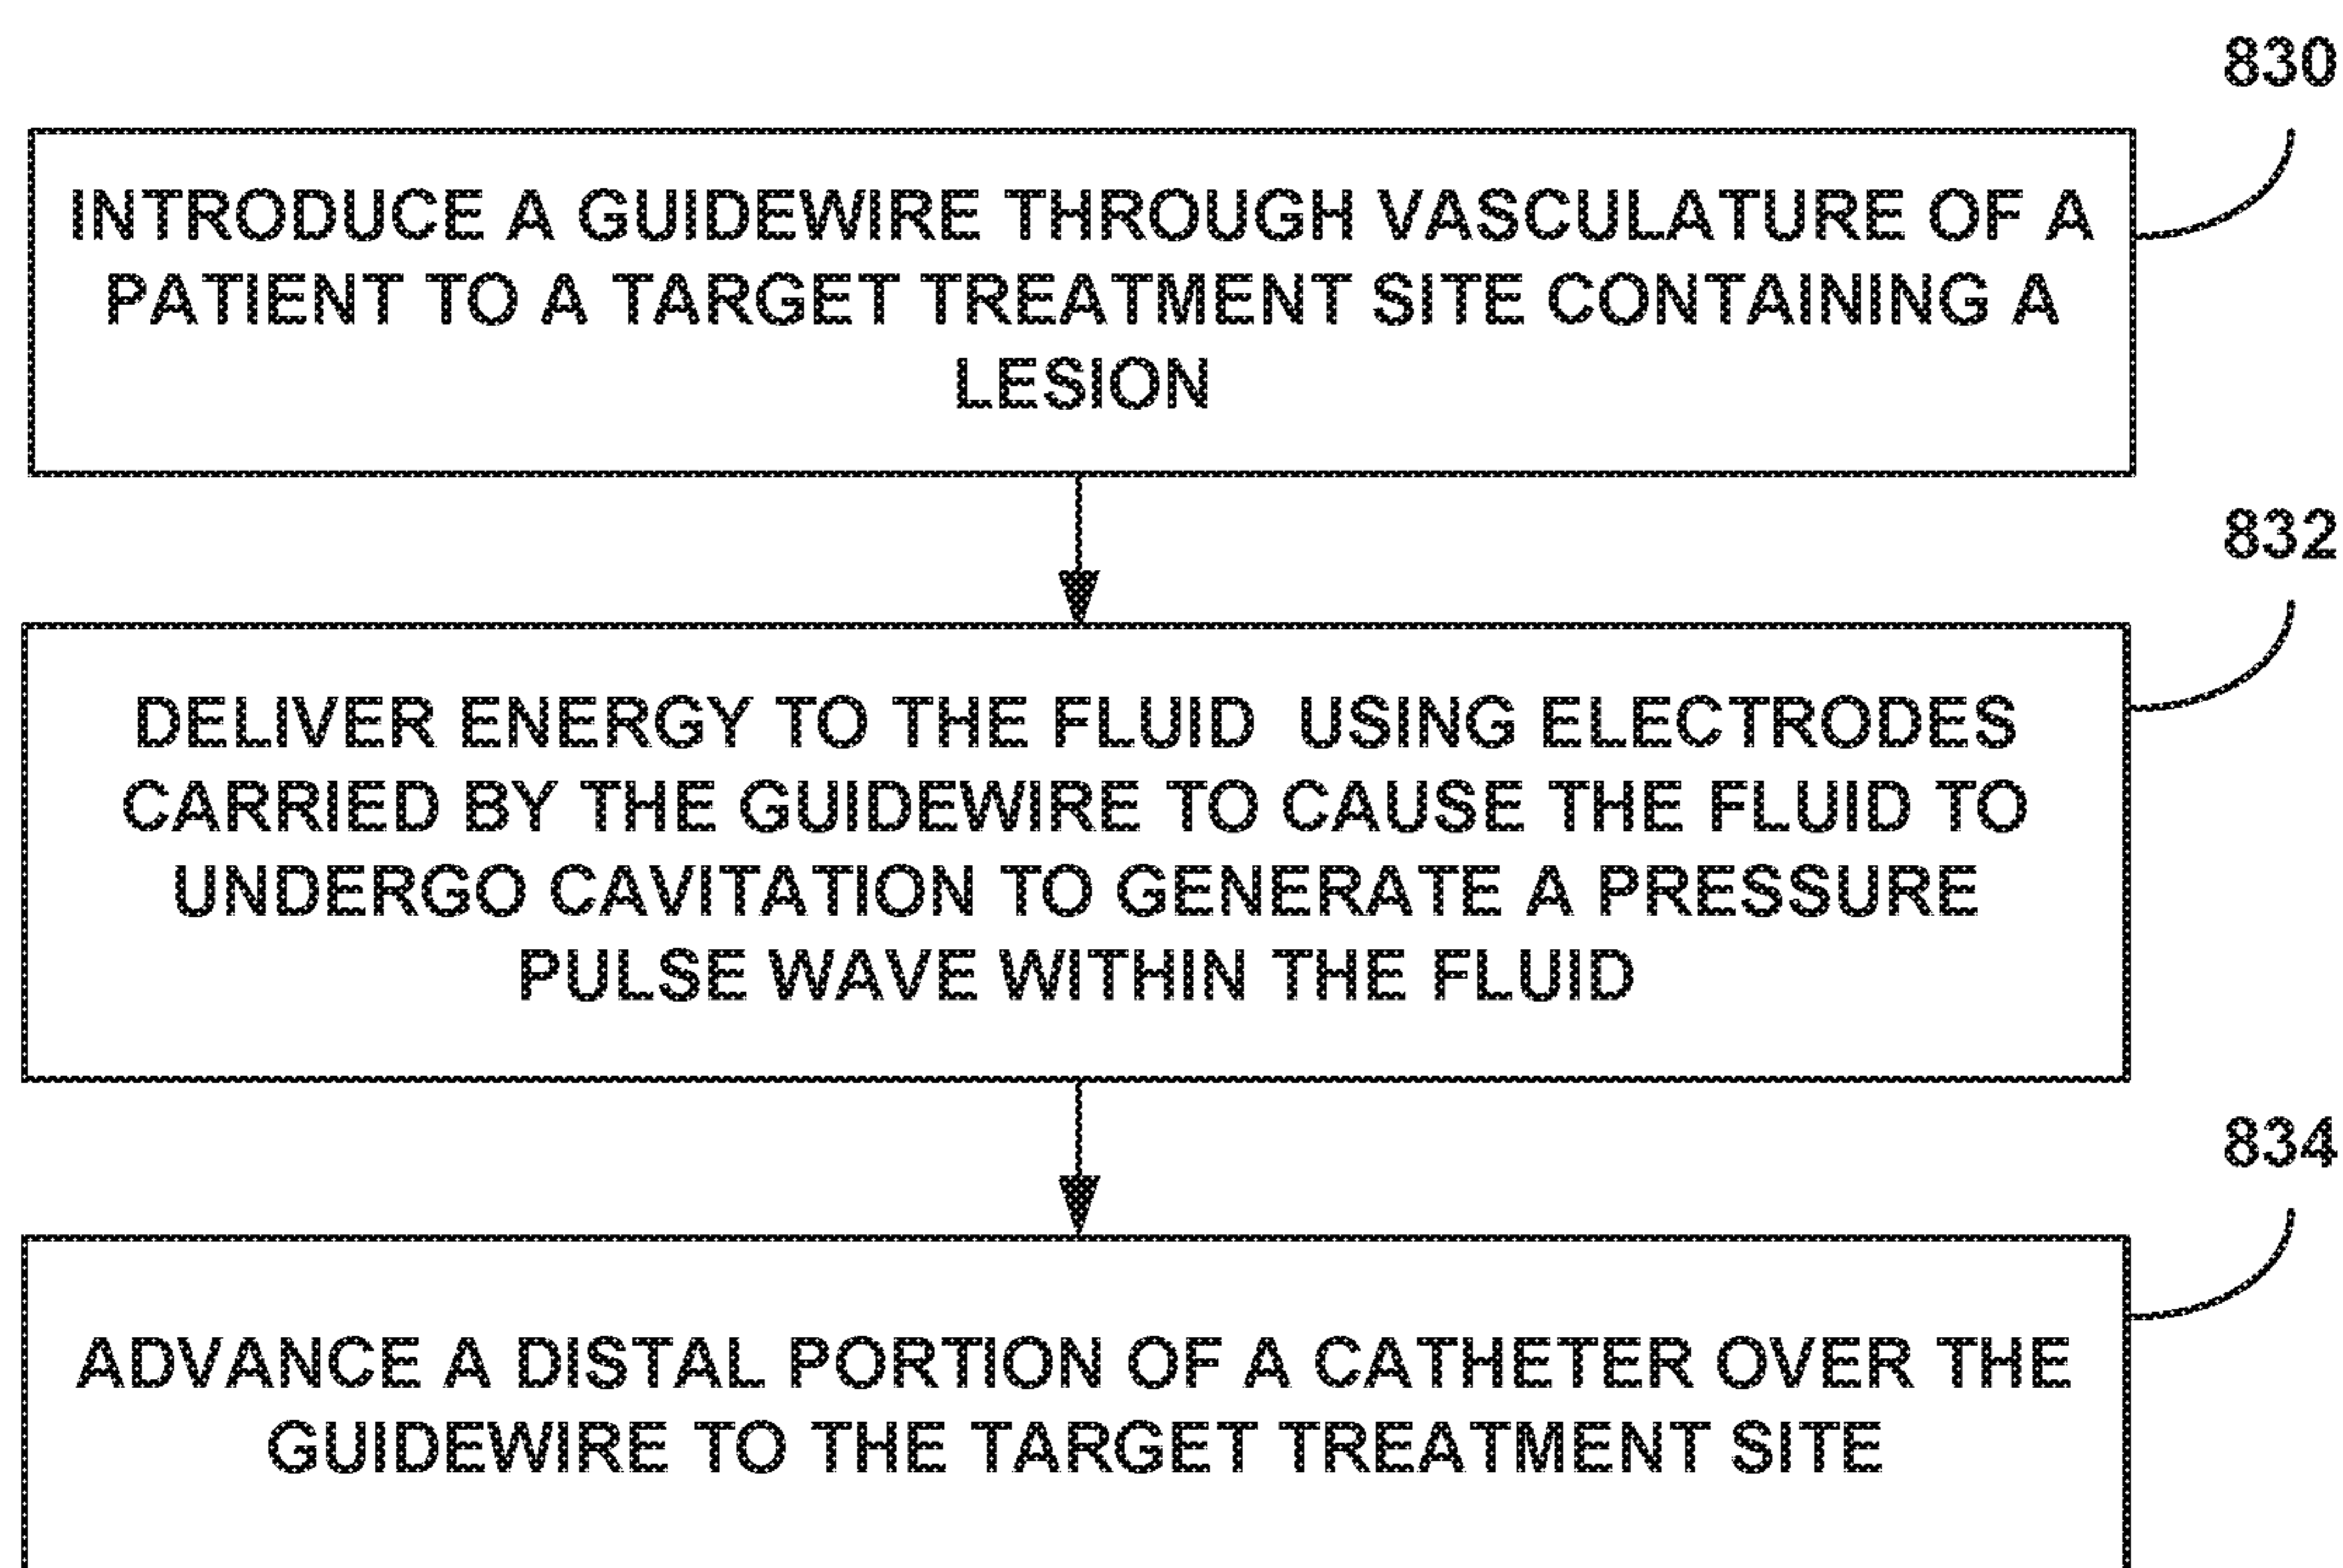 830
INTRODUCE A GUIDEWIRE THROUGH VASCULATURE OF A
PATIENT TO A TARGET TREATMENT SITE CONTAINING A
LESION
832
DELIVER ENERGY TO THE FLUID USING ELECTRODES
CARRIED BY THE GUIDEWIRE TO CAUSE THE FLUID TO
UNDERGO CAVITATION TO GENERATE A PRESSURE
PULSE WAVE WITHIN THE FLUID
834
ADVANCE A DISTAL PORTION OF A CATHETER OVER THE
GUIDEWIRE TO THE TARGET TREATMENT SITE